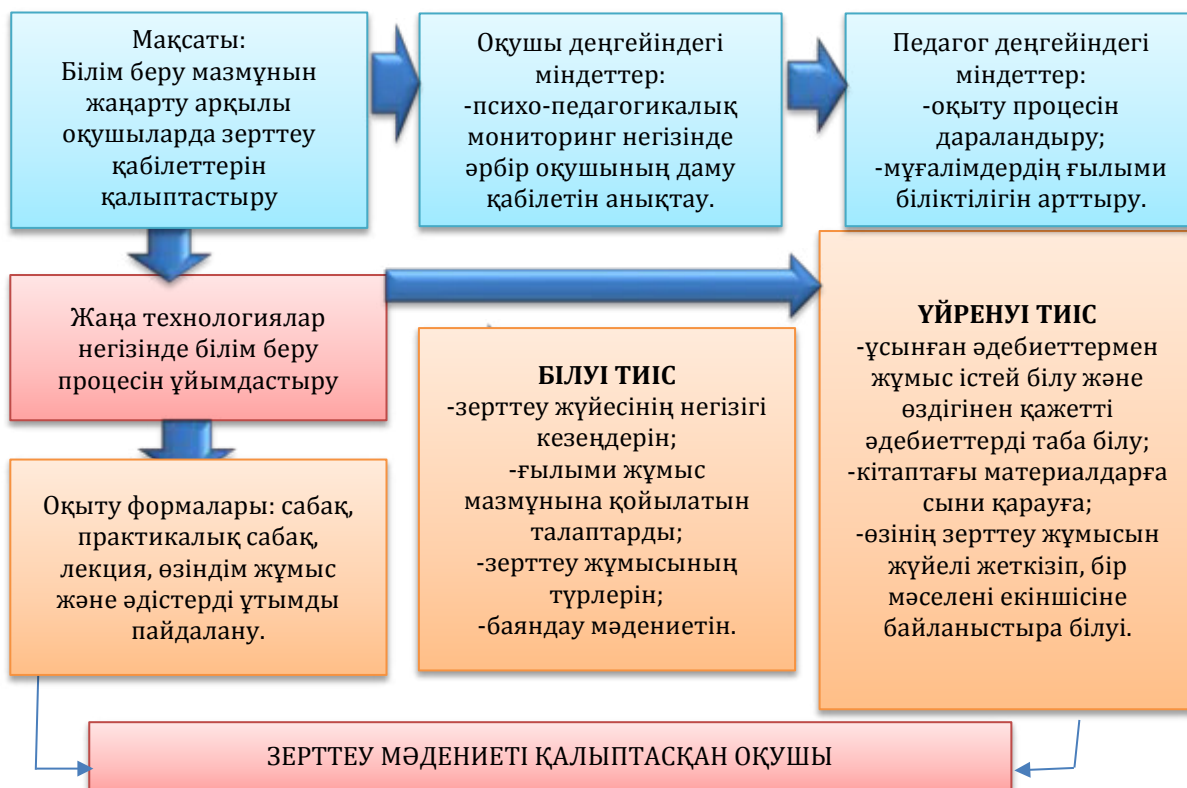 Мақсаты:
Білім беру мазмұнын
жаңарту арқылы
оқушыларда зерттеу
қабілеттерін
қалыптастыру
Оқушы деңгейіндегі
міндеттер:
-психо-педагогикалық
мониторинг негізінде
әрбір оқушының даму
қабілетін анықтау.
Педагог деңгейіндегі
міндеттер:
-оқыту процесін
дараландыру;
-мұғалімдердің ғылыми
біліктілігін арттыру.
Жаңа технологиялар
негізінде білім беру
процесін ұйымдастыру
БІЛУІ ТИІС
-зерттеу жүйесінің негізігі
кезеңдерін;
-ғылыми жұмыс
мазмұнына қойылатын
талаптарды;
-зерттеу жұмысының
түрлерін;
-баяндау мәдениетін.
ҮЙРЕНУІ ТИІС
-ұсынған әдебиеттермен
жұмыс істей білу және
өздігінен қажетті
әдебиеттерді таба білу;
-кітаптағы материалдарға
сыни қарауға;
-өзінің зерттеу жұмысын
жүйелі жеткізіп, бір
мәселені екіншісіне
байланыстыра білуі.
Оқыту формалары: сабақ,
практикалық сабақ,
лекция, өзіндім жұмыс
және әдістерді ұтымды
пайдалану.
ЗЕРТТЕУ МӘДЕНИЕТІ ҚАЛЫПТАСҚАН ОҚУШЫ